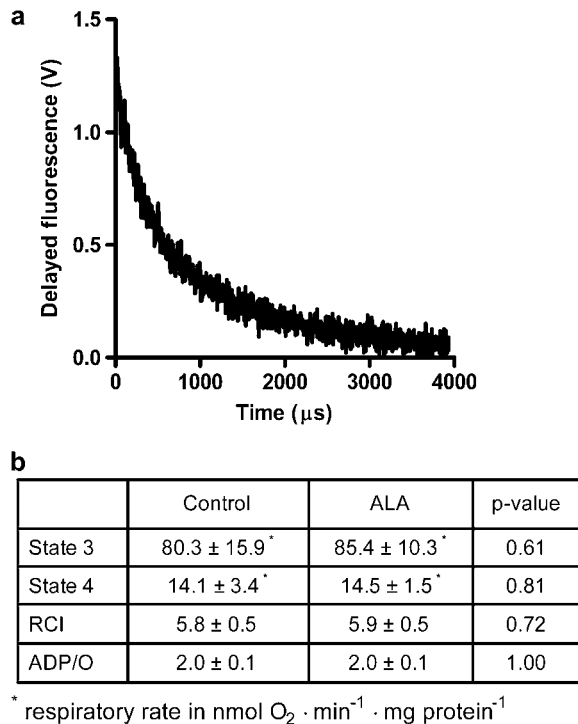 a
Delayed fluorescence (V)
1.5
1.0
0.5
0.0
0 1000 2000 3000 4000
Time (μs)
b
Control ALA p-value
State 3 80.3 ± 15.9 * 85.4 ± 10.3 * 0.61
State 4 14.1 ± 3.4 * 14.5 ± 1.5 * 0.81
RCI 5.8 ± 0.5 5.9 ± 0.5 0.72
ADP/O 2.0 ± 0.1 2.0 ± 0.1 1.00
* respiratory rate in nmol O₂ · min⁻¹ · mg protein⁻¹